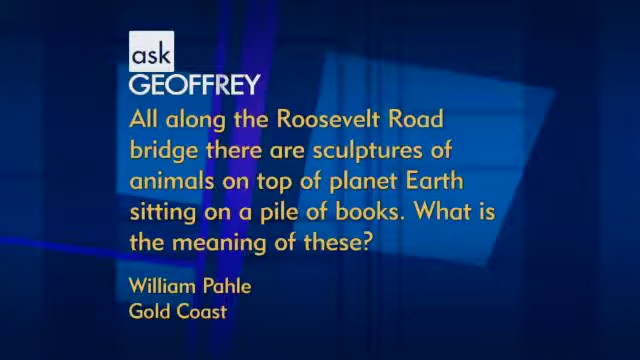 ask
GEOFFREY
All along the Roosevelt Road
bridge there are sculptures of
animals on top of planet Earth
sitting on a pile of books. What is
the meaning of these?
William Pahle
Gold Coast